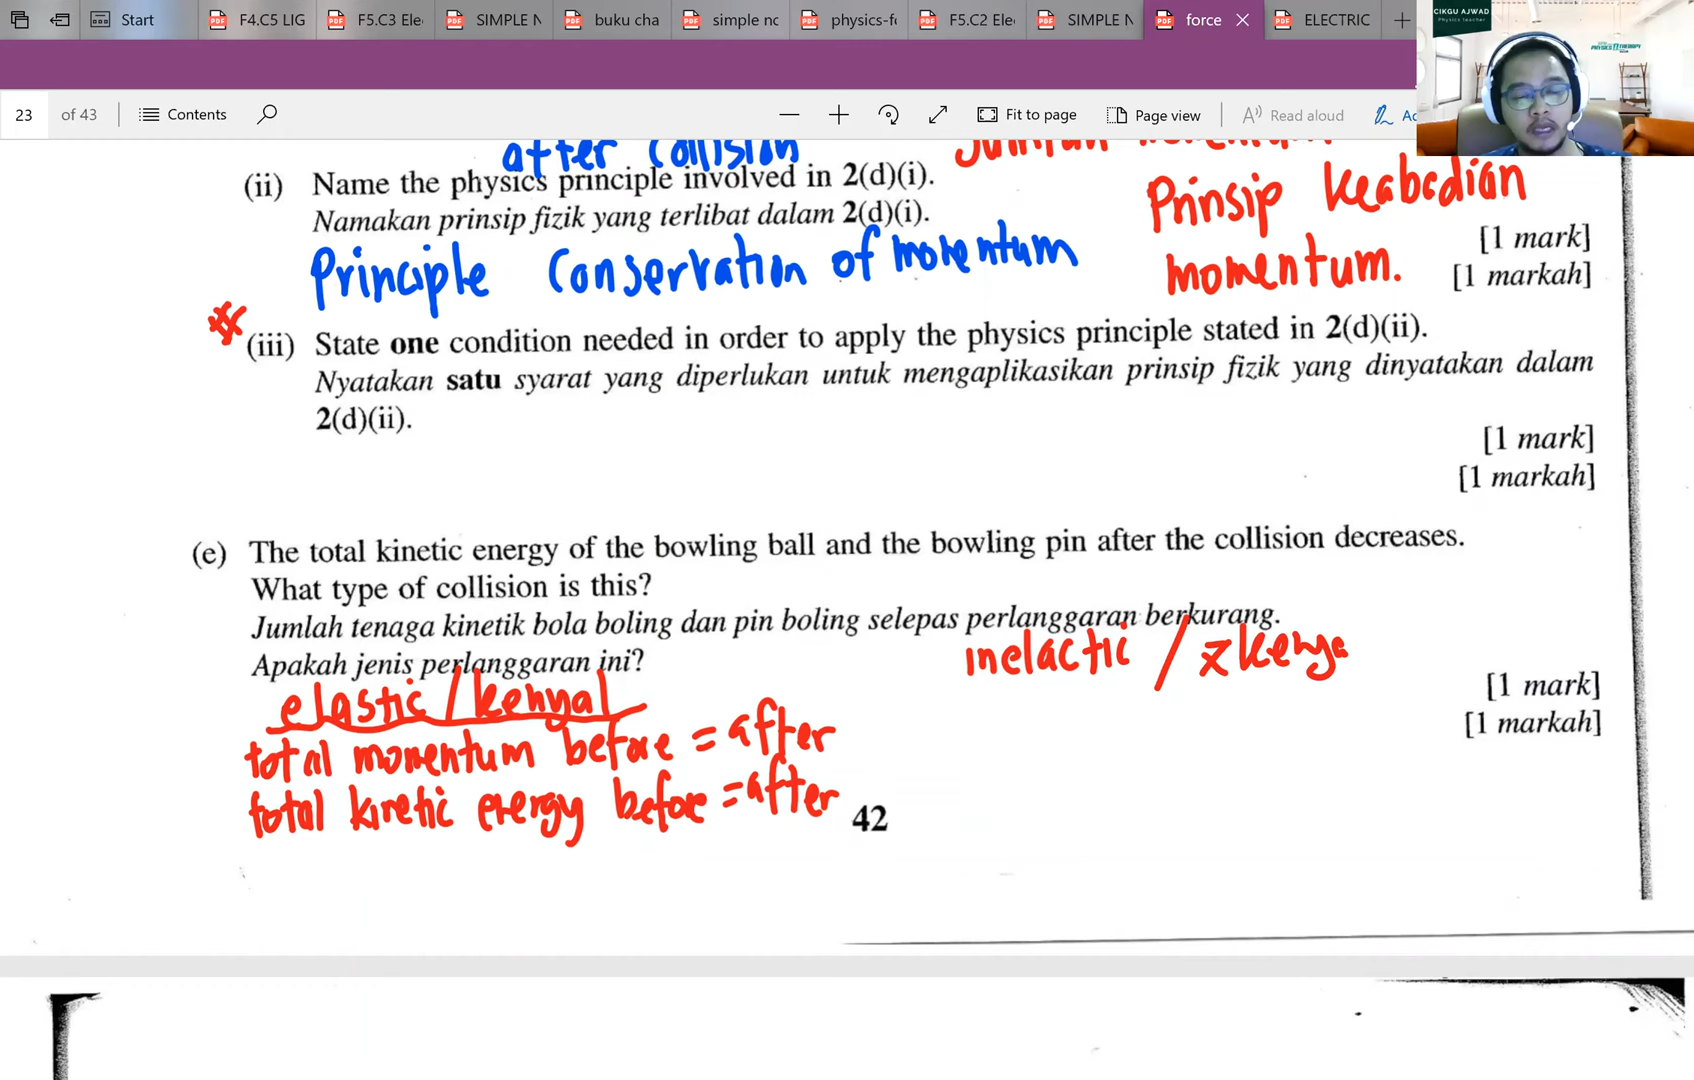 Start F4.C5 LIG F5.C3 Ele SIMPLE N buku cha simple no physics-fo F5.C2 Ele SIMPLE N force ELECTRIC
CIKGU AJWAD
Physics teacher
23 of 43 Contents Fit to page Page view Read aloud
after collision
(ii) Name the physics principle involved in 2(d)(i).
Namakan prinsip fizik yang terlibat dalam 2(d)(i).
Prinsip keabadian
momentum.
Principle Conservation of momentum
[1 mark]
[1 markah]
(iii) State one condition needed in order to apply the physics principle stated in 2(d)(ii).
Nyatakan satu syarat yang diperlukan untuk mengaplikasikan prinsip fizik yang dinyatakan dalam
2(d)(ii).
[1 mark]
[1 markah]
(e) The total kinetic energy of the bowling ball and the bowling pin after the collision decreases.
What type of collision is this?
Jumlah tenaga kinetik bola boling dan pin boling selepas perlanggaran berkurang.
Apakah jenis perlanggaran ini?
inelactic / x kenya
[1 mark]
[1 markah]
elastic / kenyal
total momentum before = after
total kinetic energy before = after
42